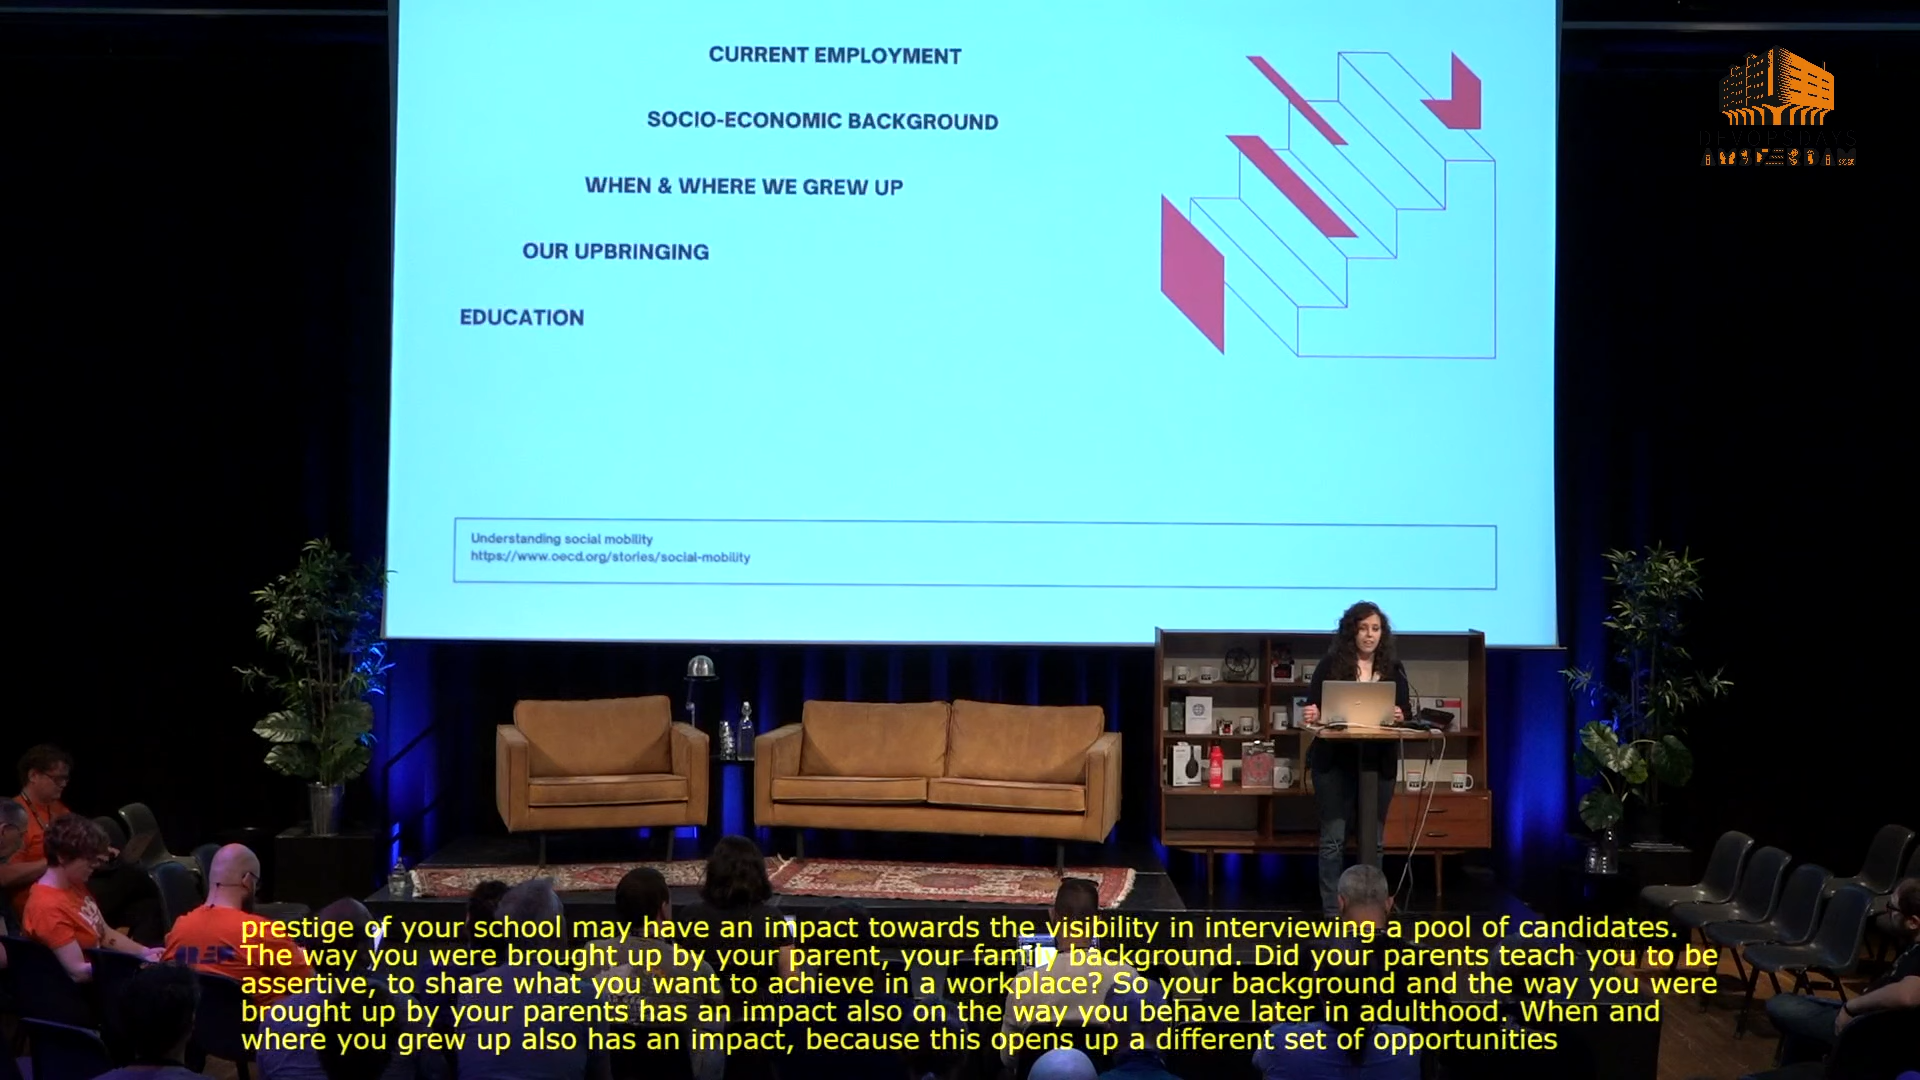 CURRENT EMPLOYMENT
SOCIO-ECONOMIC BACKGROUND
WHEN & WHERE WE GREW UP
OUR UPBRINGING
EDUCATION
Understanding social mobility
https://www.oecd.org/stories/social-mobility
DEVOPSDAYS
AMSTERDAM
prestige of your school may have an impact towards the visibility in interviewing a pool of candidates.
The way you were brought up by your parent, your family background. Did your parents teach you to be
assertive, to share what you want to achieve in a workplace? So your background and the way you were
brought up by your parents has an impact also on the way you behave later in adulthood. When and
where you grew up also has an impact, because this opens up a different set of opportunities